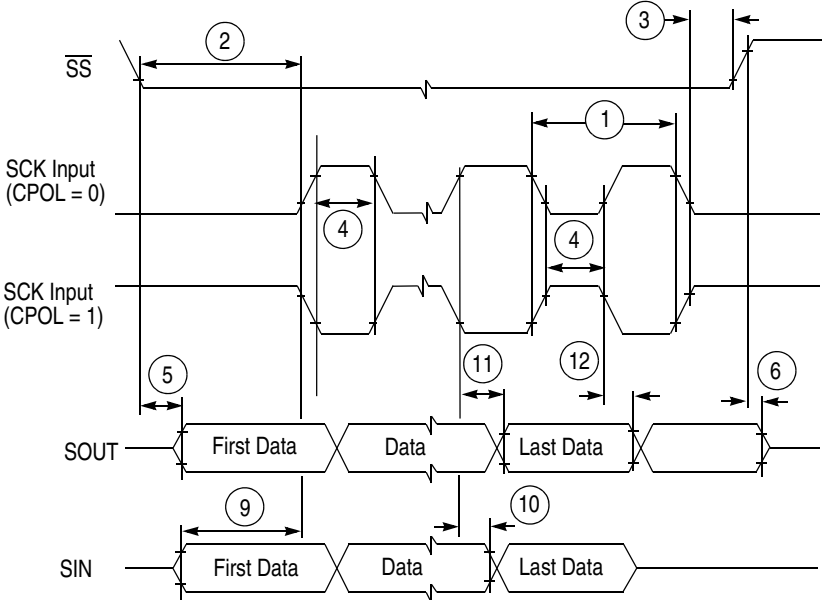 3
2
SS
1
SCK Input
(CPOL = 0)
4
4
SCK Input
(CPOL = 1)
5
11
12
6
SOUT
First Data
Data
Last Data
9
10
SIN
First Data
Data
Last Data